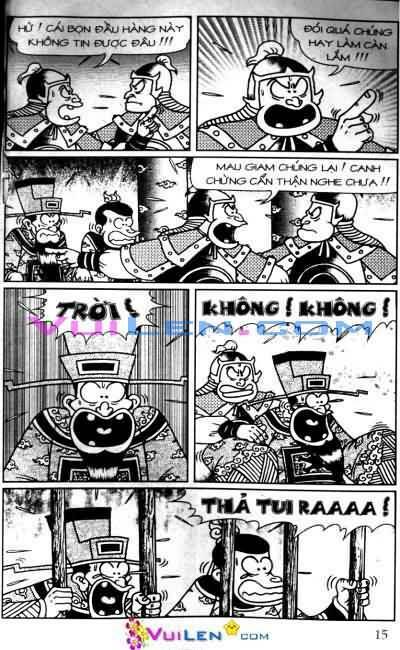 HỪ! CÁI BỌN ĐẦU HÀNG NÀY
KHÔNG TIN ĐƯỢC ĐÂU!!!
ĐÓI QUÁ CHÚNG
HAY LÀM CÀN
LẮM!!!
MAU GIAM CHÚNG LẠI! CANH
CHỪNG CẨN THẬN NGHE CHƯA!!
TRỜI!
KHÔNG! KHÔNG!
VUILEN.COM
THẢ TUI RAAAA!
VUILEN.COM
15